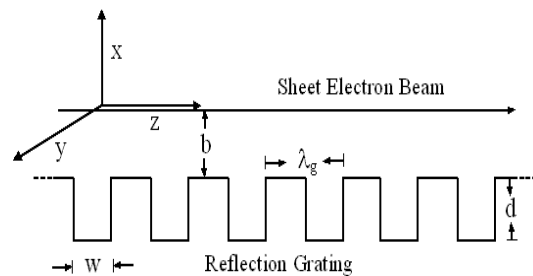 x
Sheet Electron Beam
z
y
b
λg
d
w
Reflection Grating